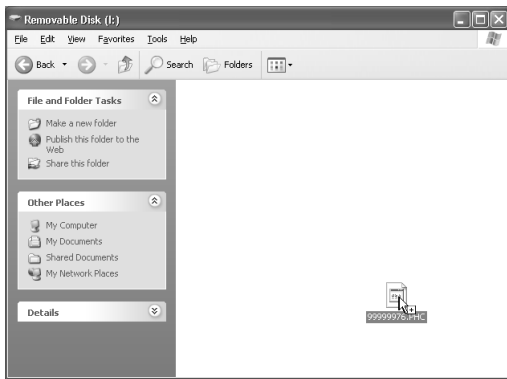 Removable Disk (I:)
File Edit View Favorites Tools Help
Back Search Folders
File and Folder Tasks
Make a new folder
Publish this folder to the
Web
Share this folder
Other Places
My Computer
My Documents
Shared Documents
My Network Places
Details
99999976.PHC